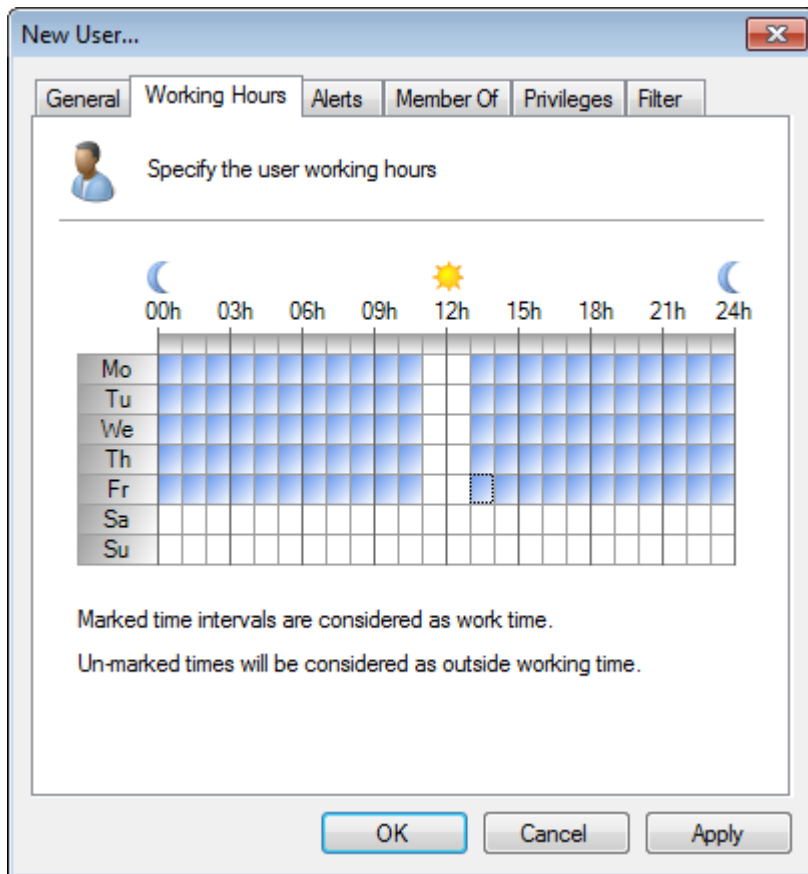 New User...
General Working Hours Alerts Member Of Privileges Filter
Specify the user working hours
00h 03h 06h 09h 12h 15h 18h 21h 24h
Mo
Tu
We
Th
Fr
Sa
Su
Marked time intervals are considered as work time.
Un-marked times will be considered as outside working time.
OK Cancel Apply